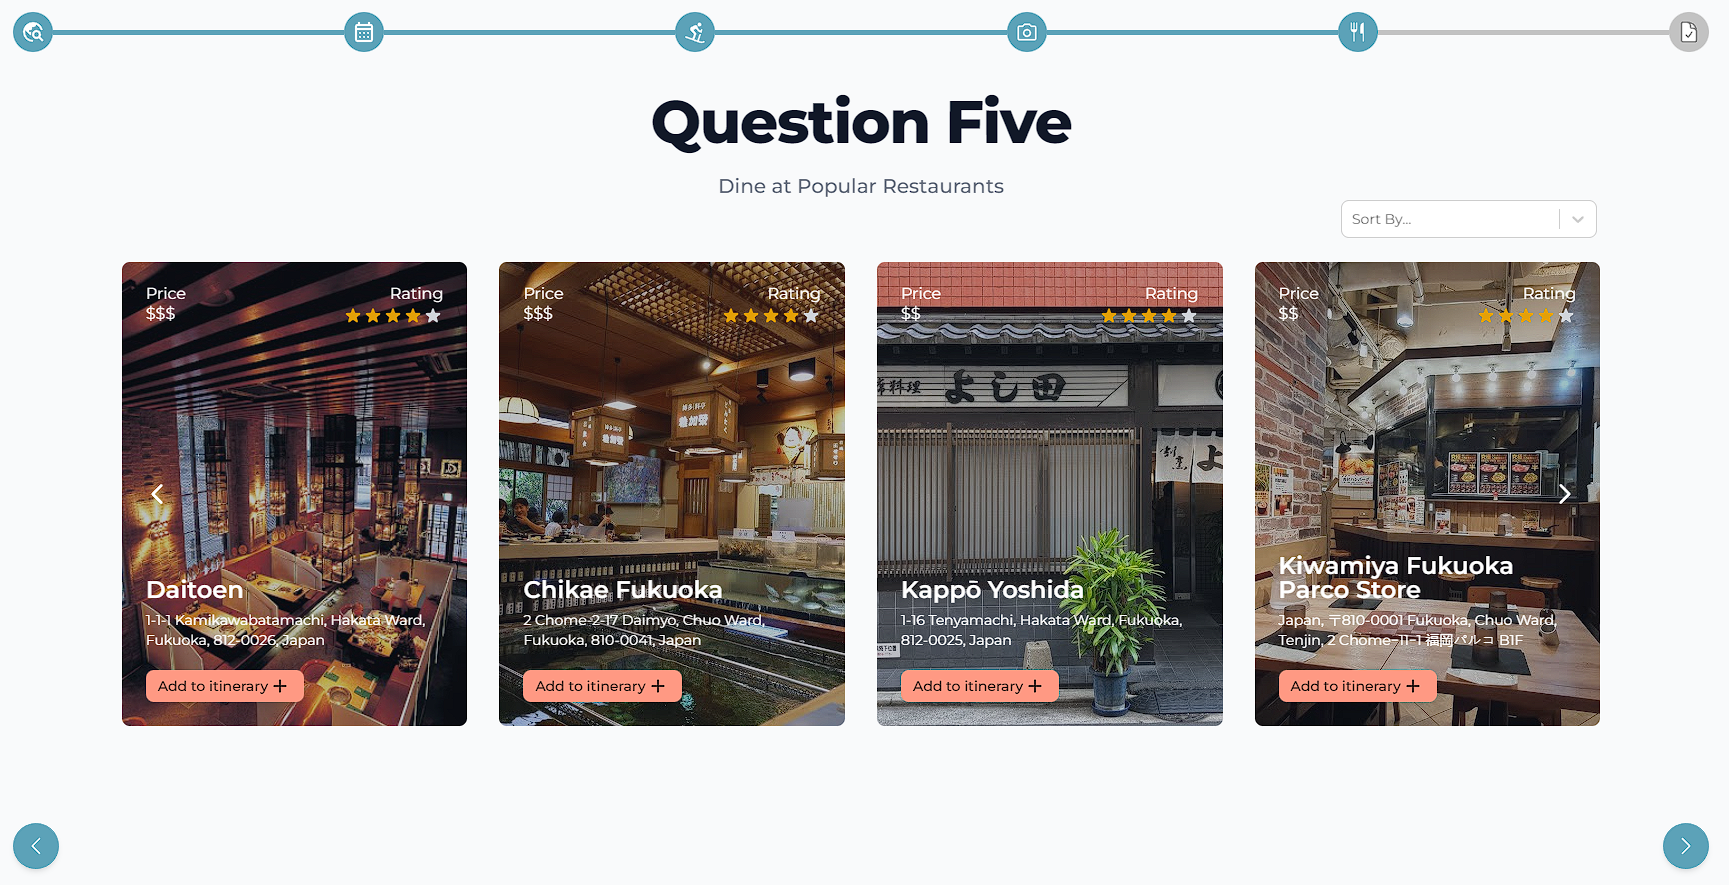 Question Five
Dine at Popular Restaurants
Sort By...
Price
$$$
Rating
Daitoen
1-1-1 Kamikawabatamachi, Hakata Ward,
Fukuoka, 812-0026, Japan
Add to itinerary +
Price
$$$
Rating
Chikae Fukuoka
2 Chome-2-17 Daimyo, Chuo Ward,
Fukuoka, 810-0041, Japan
Add to itinerary +
Price
$$
Rating
席料理 よし田
Kappō Yoshida
1-16 Tenyamachi, Hakata Ward, Fukuoka,
812-0025, Japan
Add to itinerary +
Price
$$
Rating
Kiwamiya Fukuoka
Parco Store
Japan, 〒810-0001 Fukuoka, Chuo Ward,
Tenjin, 2 Chome−11−1 福岡パルコ B1F
Add to itinerary +